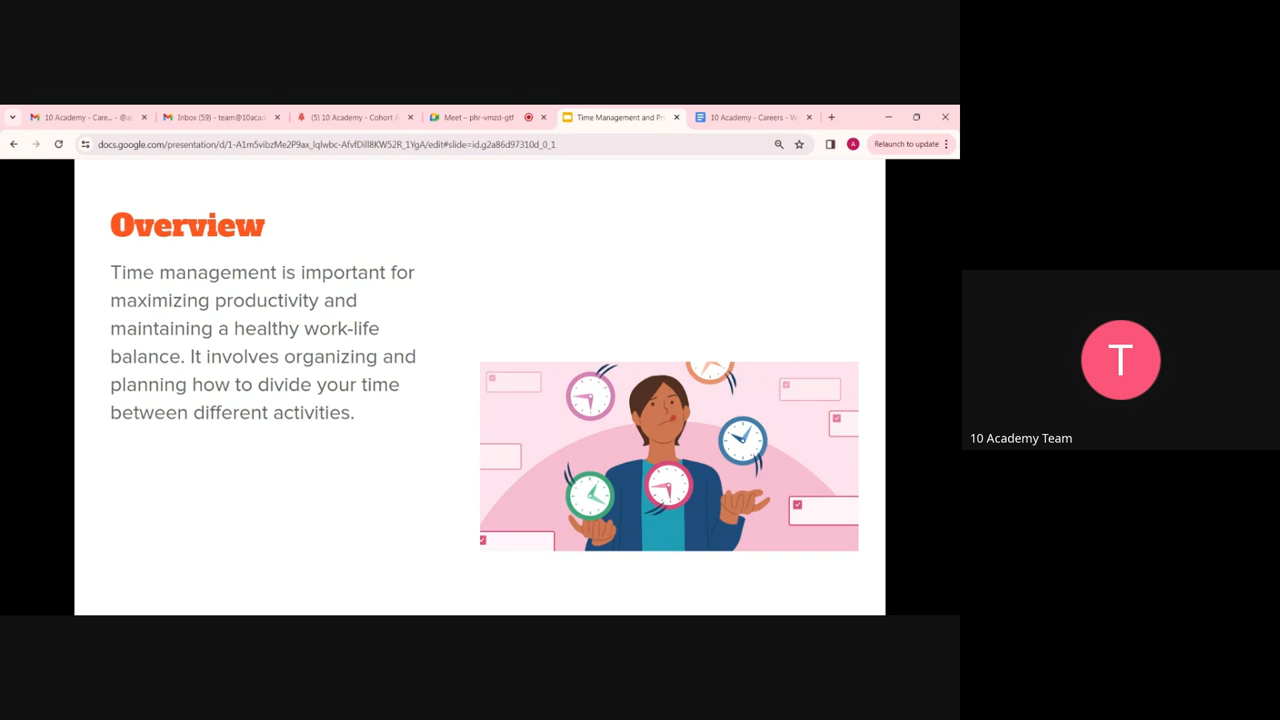 10 Academy - Care... - @al
Inbox (59) - team@10acad
(5) 10 Academy - Cohort A
Meet – phr-vmzd-gtf
Time Management and Pri
10 Academy - Careers - W
docs.google.com/presentation/d/1-A1m5vibzMe2P9ax_lqlwbc-AfvfDill8KW52R_1YgA/edit#slide=id.g2a86d97310d_0_1
A
Relaunch to update
Overview
Time management is important for
maximizing productivity and
maintaining a healthy work-life
balance. It involves organizing and
planning how to divide your time
between different activities.
T
10 Academy Team